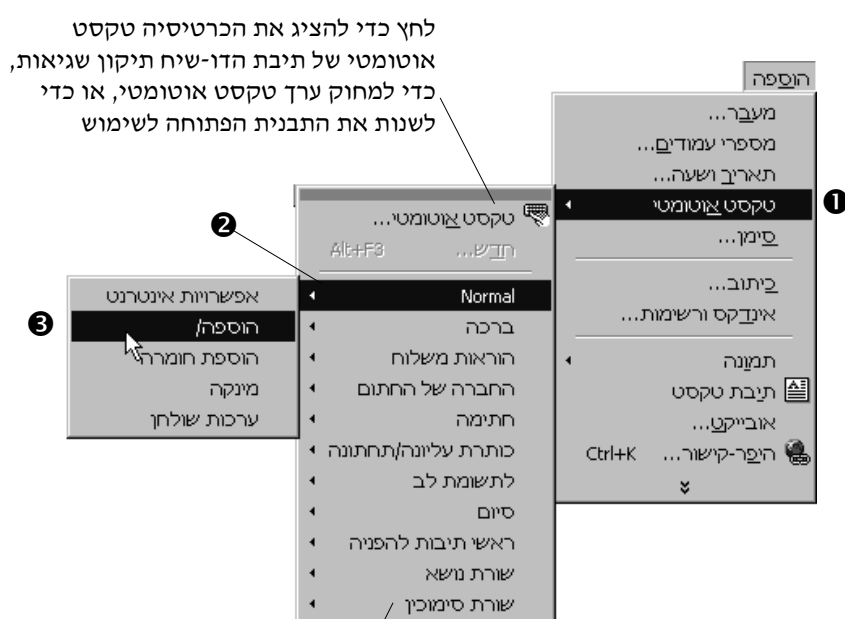 לחץ כדי להציג את הכרטיסיה טקסט
אוטומטי של תיבת הדו-שיח תיקון שגיאות,
כדי למחוק ערך טקסט אוטומטי, או כדי
לשנות את התבנית הפתוחה לשימוש
הוספה
מעבר...
מספרי עמודים...
תאריך ושעה...
❶ טקסט אוטומטי
סימן...
כיתוב...
אינדקס ורשימות...
תמונה
תיבת טקסט
אובייקט...
היפר-קישור... Ctrl+K
❷
טקסט אוטומטי...
חדש... Alt+F3
Normal
ברכה
הוראות משלוח
החברה של החתום
חתימה
כותרת עליונה/תחתונה
לתשומת לב
סיום
ראשי תיבות להפניה
שורת נושא
שורת סימוכין
❸
אפשרויות אינטרנט
הוספה/
הוספת חומרה
מינקה
ערכות שולחן